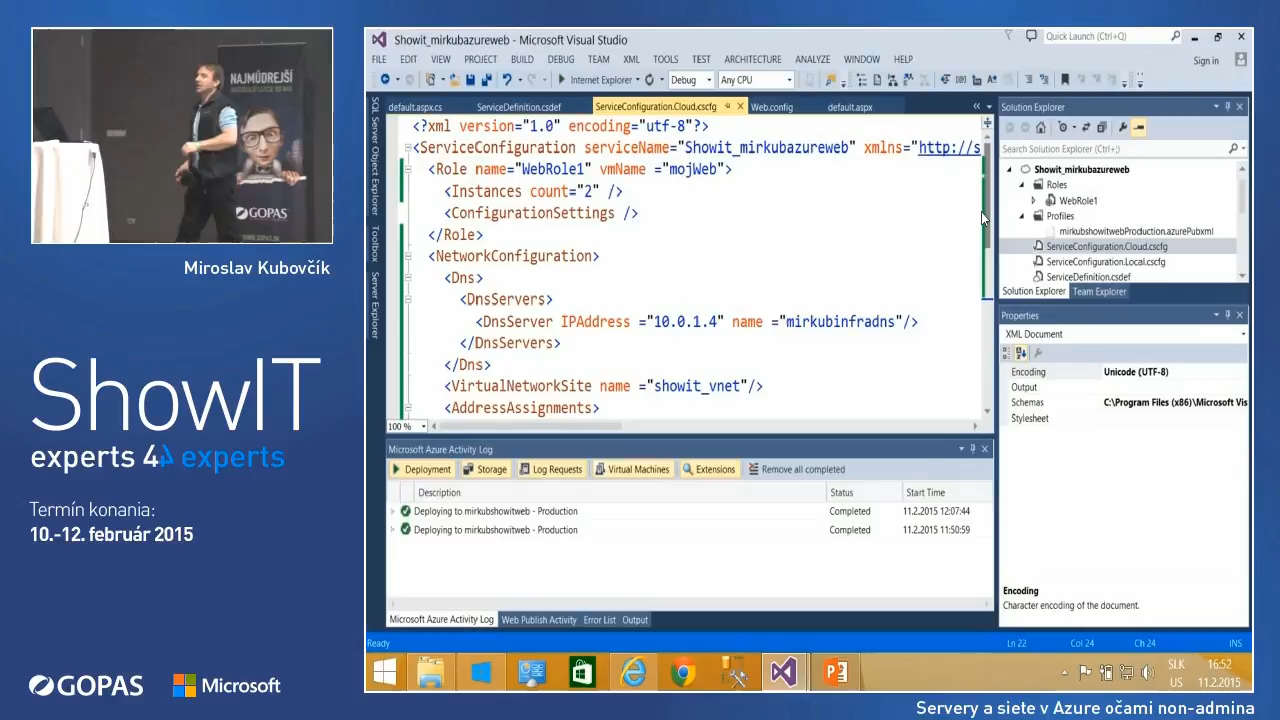 NAJMÚDREJŠÍ
GOPAS
Miroslav Kubovčík
ShowIT
experts 4 experts
Termín konania:
10.-12. február 2015
GOPAS
Microsoft
Showit_mirkubazureweb - Microsoft Visual Studio
Quick Launch (Ctrl+Q)
FILE EDIT VIEW PROJECT BUILD DEBUG TEAM XML TOOLS TEST ARCHITECTURE ANALYZE WINDOW HELP
Sign in
Internet Explorer Debug Any CPU
SQL Server Object Explorer
Toolbox
Server Explorer
default.aspx.cs ServiceDefinition.csdef ServiceConfiguration.Cloud.cscfg Web.config default.aspx
<?xml version="1.0" encoding="utf-8"?>
<ServiceConfiguration serviceName="Showit_mirkubazureweb" xmlns="http://s
<Role name="WebRole1" vmName ="mojWeb">
<Instances count="2" />
<ConfigurationSettings />
</Role>
<NetworkConfiguration>
<Dns>
<DnsServers>
<DnsServer IPAddress ="10.0.1.4" name ="mirkubinfradns"/>
</DnsServers>
</Dns>
<VirtualNetworkSite name ="showit_vnet"/>
<AddressAssignments>
100 %
Microsoft Azure Activity Log
Deployment Storage Log Requests Virtual Machines Extensions Remove all completed
Description Status Start Time
Deploying to mirkubshowitweb - Production Completed 11.2.2015 12:07:44
Deploying to mirkubshowitweb - Production Completed 11.2.2015 11:50:59
Microsoft Azure Activity Log Web Publish Activity Error List Output
Solution Explorer
Search Solution Explorer (Ctrl+;)
Showit_mirkubazureweb
Roles
WebRole1
Profiles
mirkubshowitwebProduction.azurePubxml
ServiceConfiguration.Cloud.cscfg
ServiceConfiguration.Local.cscfg
ServiceDefinition.csdef
Solution Explorer Team Explorer
Properties
XML Document
Encoding Unicode (UTF-8)
Output
Schemas C:\Program Files (x86)\Microsoft Vis
Stylesheet
Encoding
Character encoding of the document.
Ready Ln 22 Col 24 Ch 24 INS
SLK
US
16:52
11.2.2015
Servery a siete v Azure očami non-admina